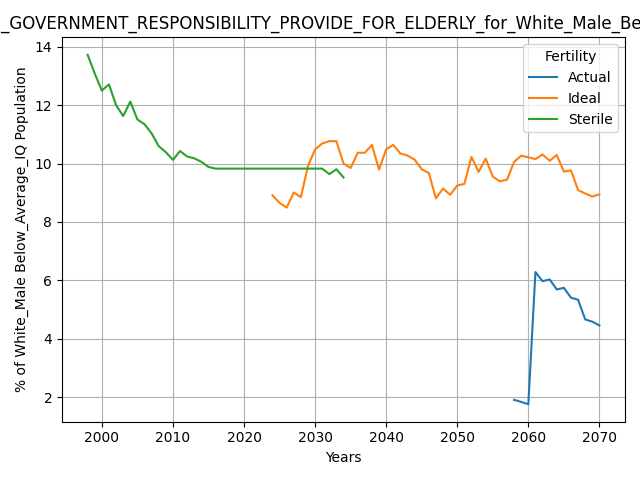 _GOVERNMENT_RESPONSIBILITY_PROVIDE_FOR_ELDERLY_for_White_Male_Be
Fertility
Actual
Ideal
Sterile
% of White_Male Below_Average_IQ Population
14
12
10
8
6
4
2
2000 2010 2020 2030 2040 2050 2060 2070
Years